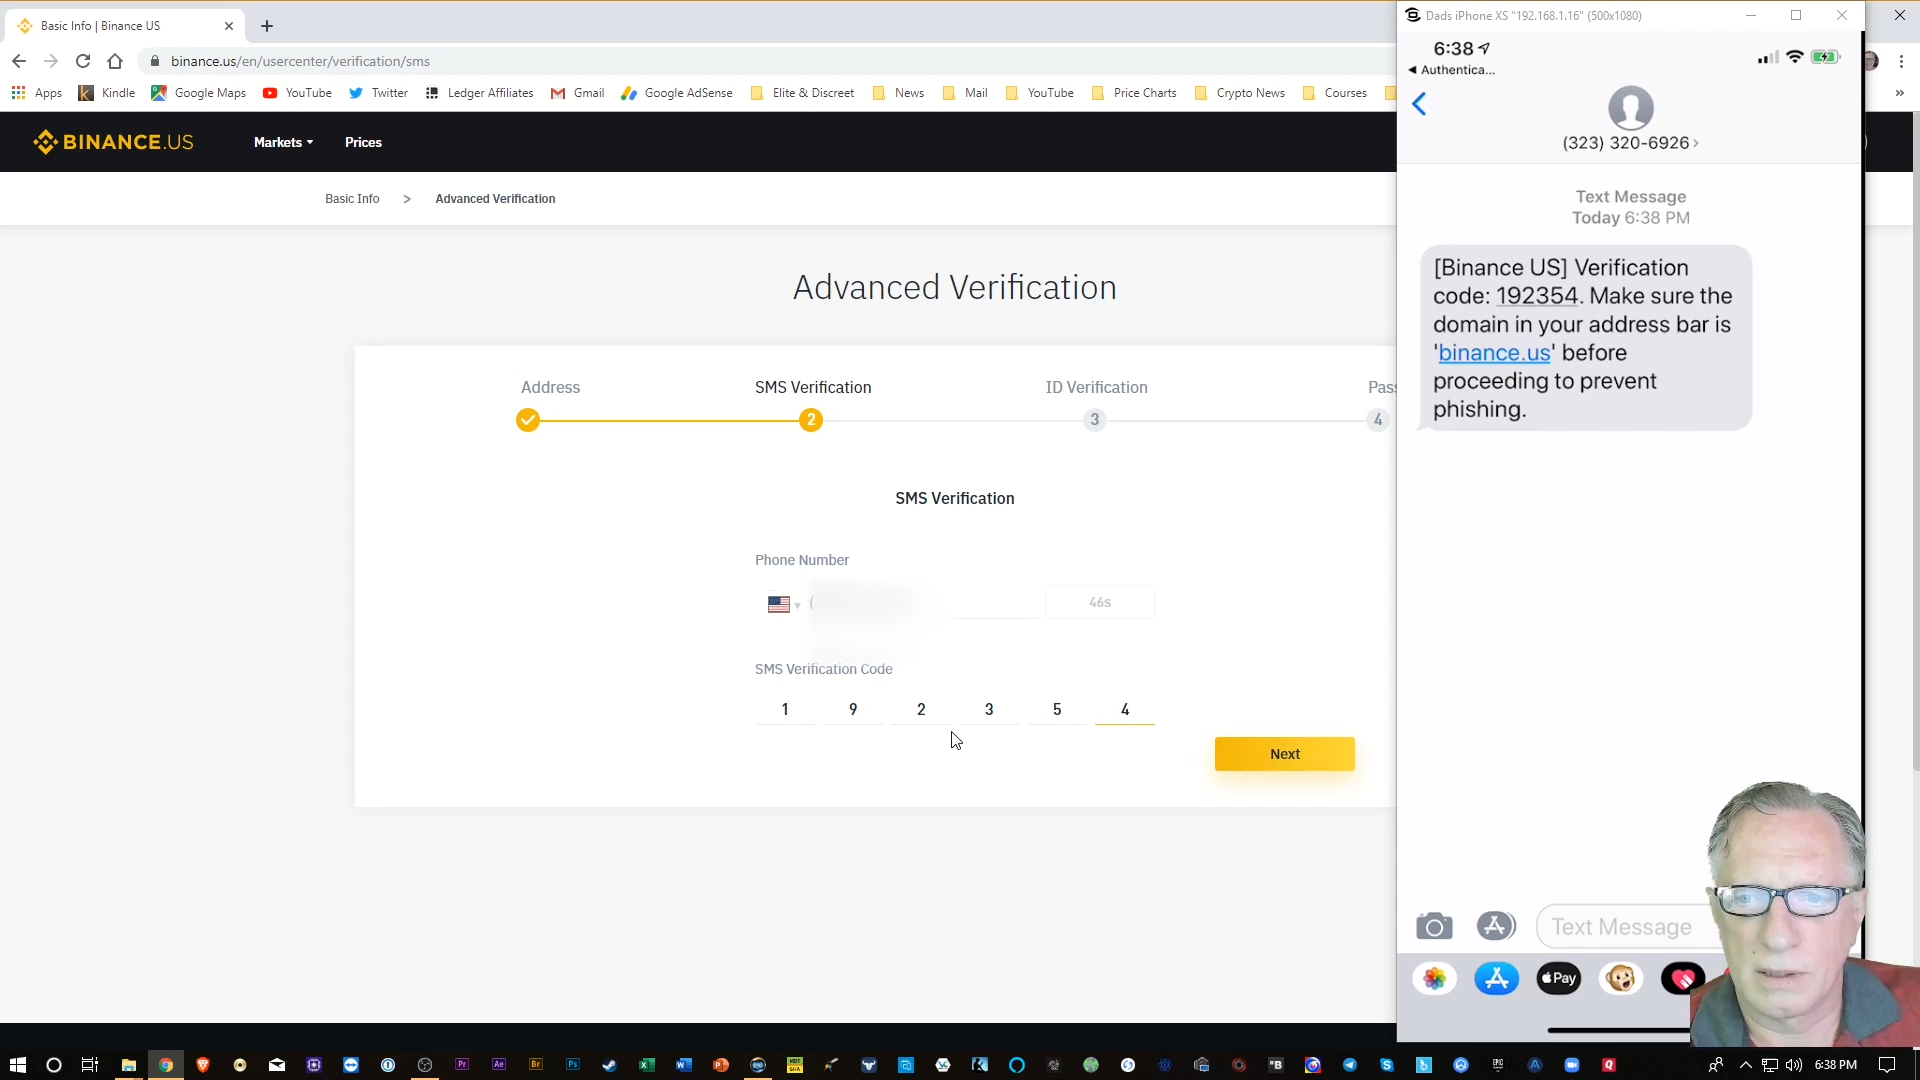 Basic Info | Binance US
binance.us/en/usercenter/verification/sms
Apps Kindle Google Maps YouTube Twitter Ledger Affiliates Gmail Google AdSense Elite & Discreet News Mail YouTube Price Charts Crypto News Courses »
BINANCE.US Markets Prices
Basic Info > Advanced Verification
Advanced Verification
Address SMS Verification ID Verification Pas
2 3 4
SMS Verification
Phone Number
( 46s
SMS Verification Code
1 9 2 3 5 4
Next
Dads iPhone XS "192.168.1.16" (500x1080)
6:38
Authentica...
(323) 320-6926 >
Text Message
Today 6:38 PM
[Binance US] Verification
code: 192354. Make sure the
domain in your address bar is
'binance.us' before
proceeding to prevent
phishing.
Text Message
Pay
Pr Ae Br Ps 6:38 PM